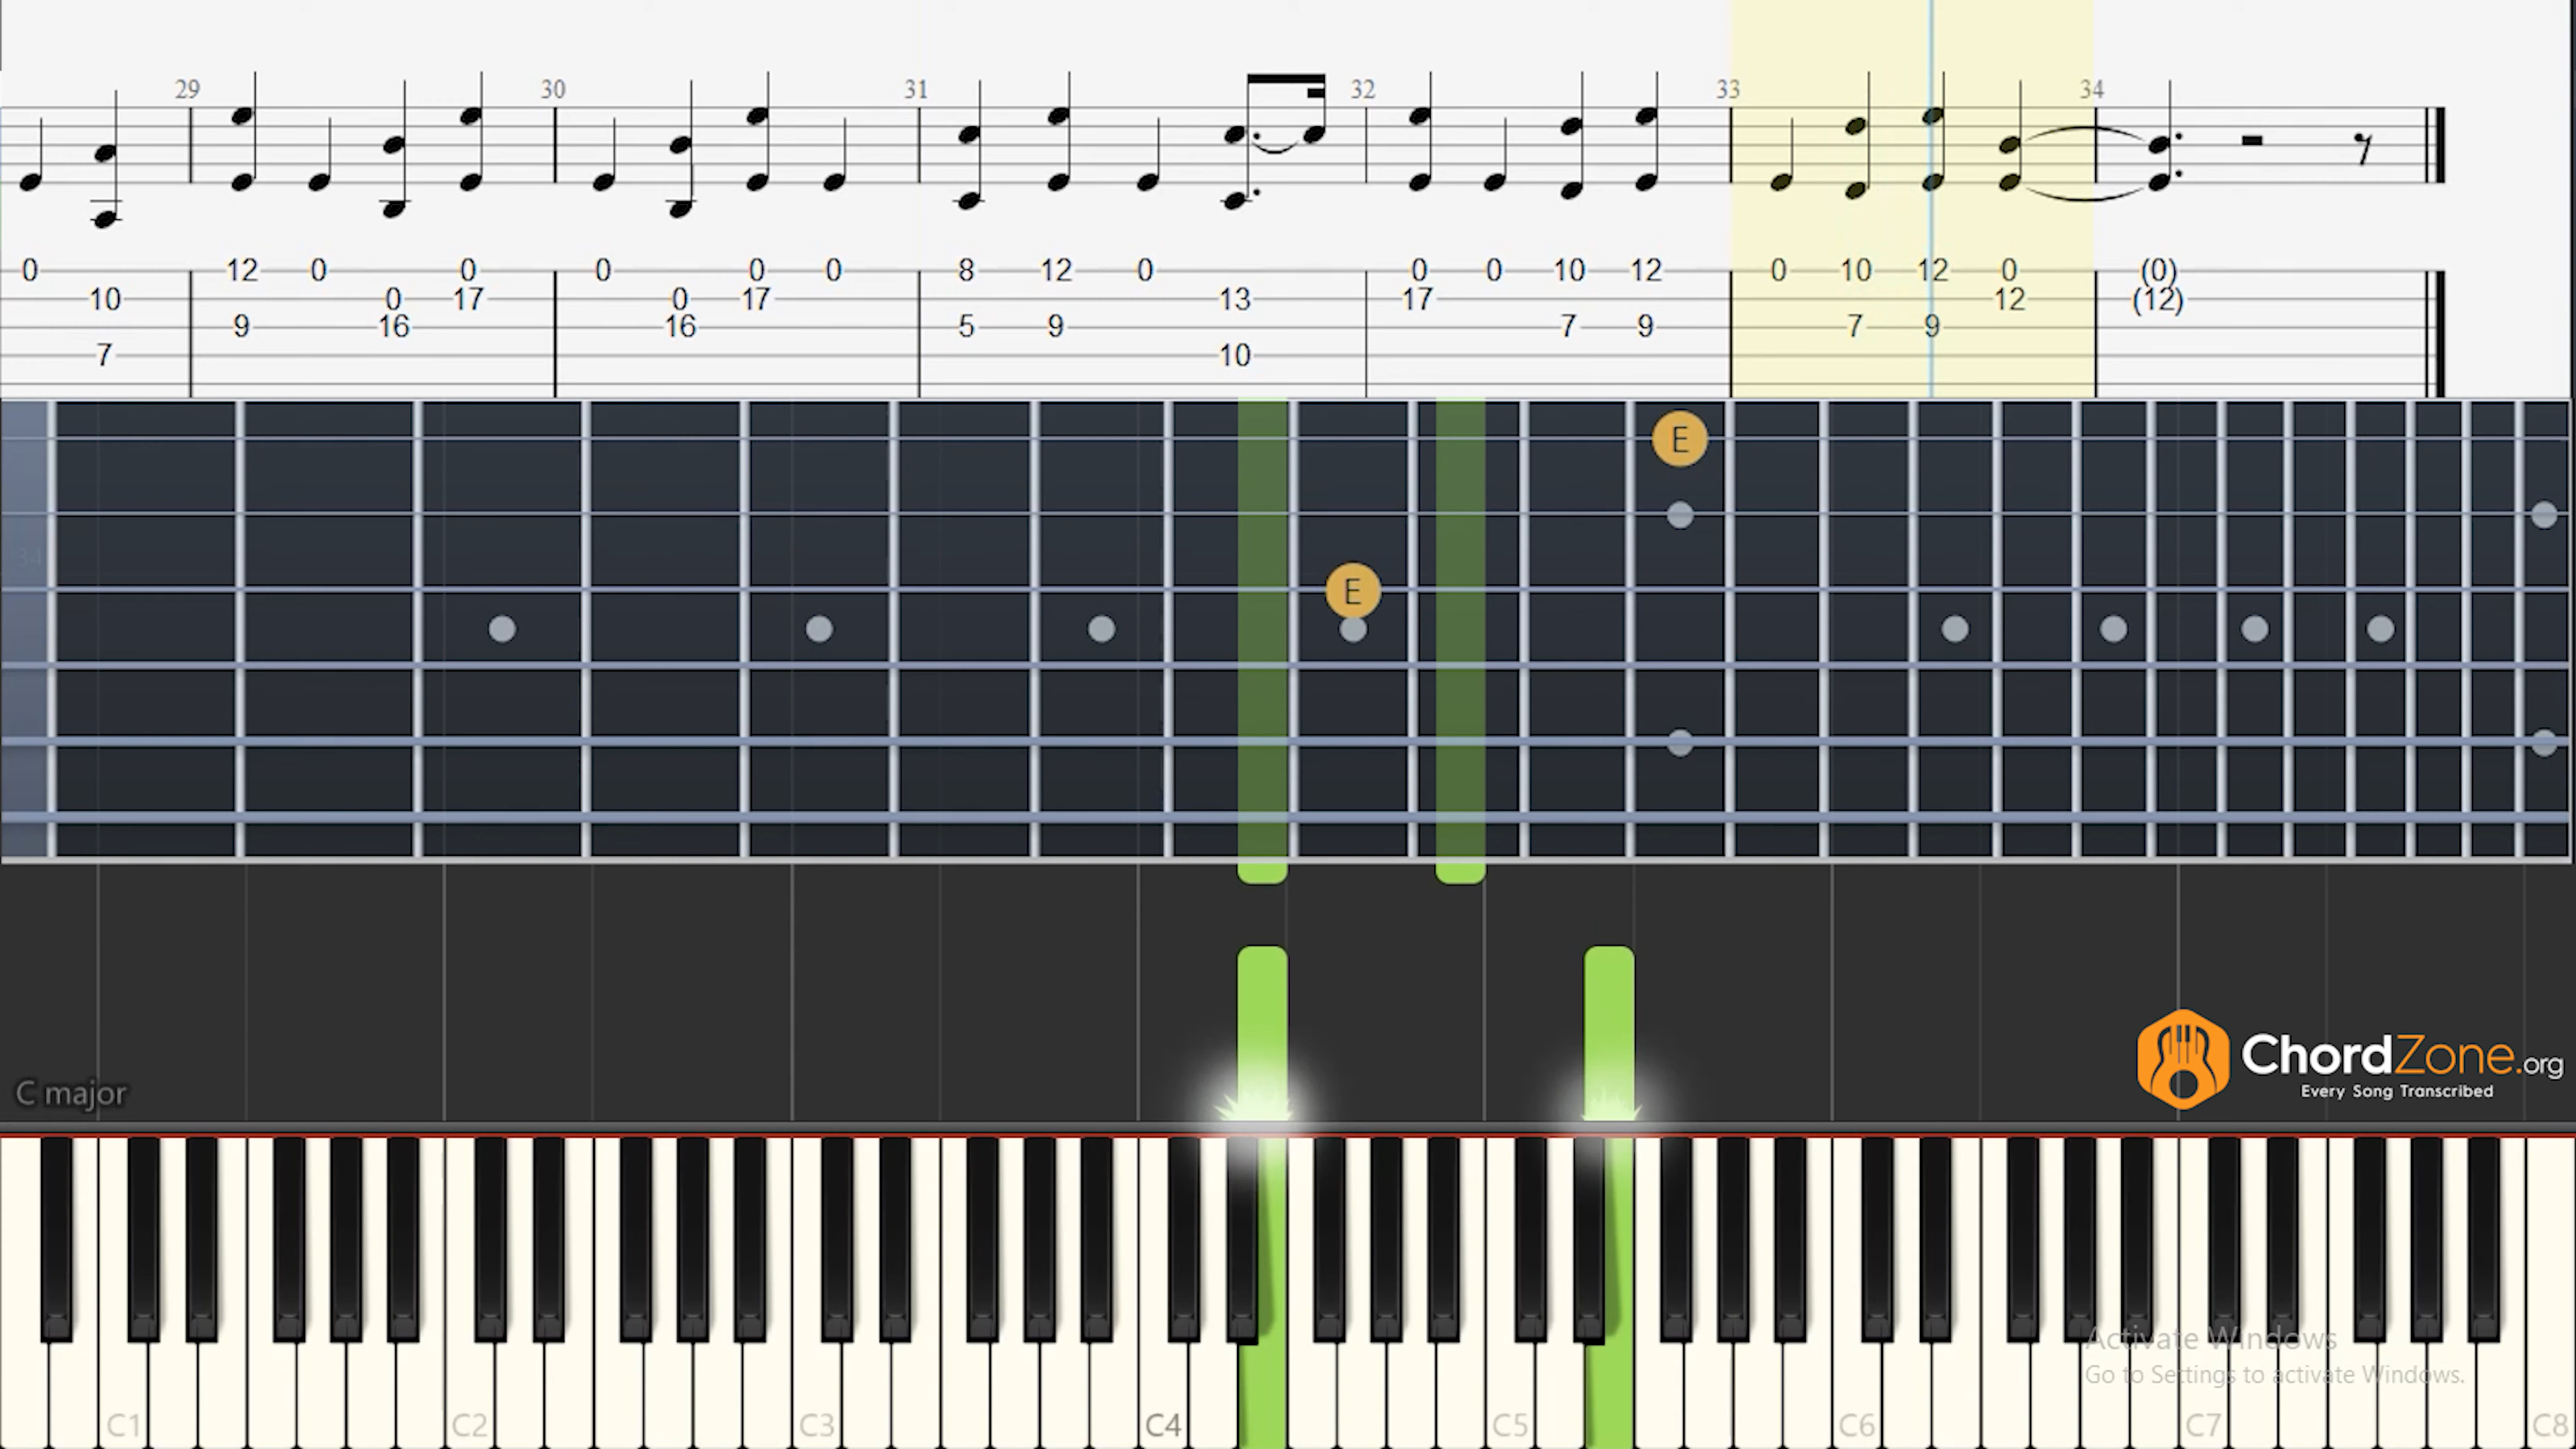 29 30 31 32 33 34
0 12 0 0 0 0 0 8 12 0 0 0 10 12 0 10 12 0 (0)
10 0 17 0 17 13 17 12 (12)
9 16 16 5 9 7 9 7 9
7 10
34
E
E
C major
ChordZone.org
Every Song Transcribed
Activate Windows
Go to Settings to activate Windows.
C1 C2 C3 C4 C5 C6 C7 C8